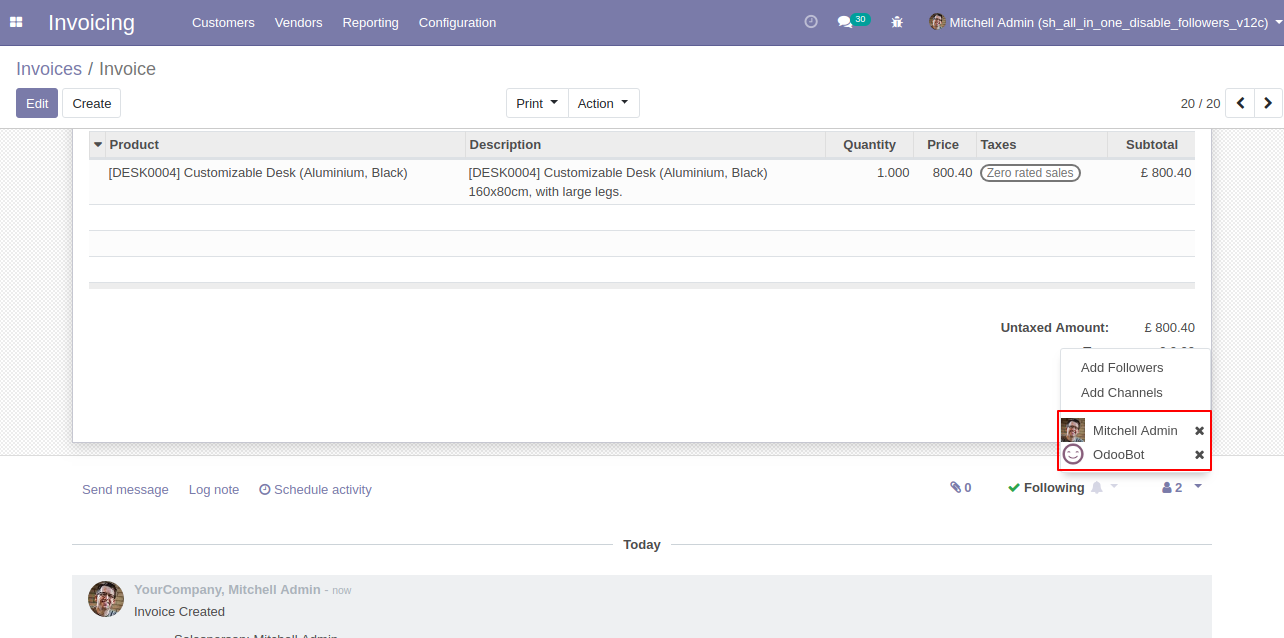 Invoicing Customers Vendors Reporting Configuration 30 Mitchell Admin (sh_all_in_one_disable_followers_v12c)
Invoices / Invoice
Edit Create Print Action 20 / 20
Product Description Quantity Price Taxes Subtotal
[DESK0004] Customizable Desk (Aluminium, Black) [DESK0004] Customizable Desk (Aluminium, Black) 1.000 800.40 Zero rated sales £ 800.40
160x80cm, with large legs.
Untaxed Amount: £ 800.40
Add Followers
Add Channels
Mitchell Admin
OdooBot
Send message Log note Schedule activity 0 Following 2
Today
YourCompany, Mitchell Admin - now
Invoice Created
Salesperson: Mitchell Admin